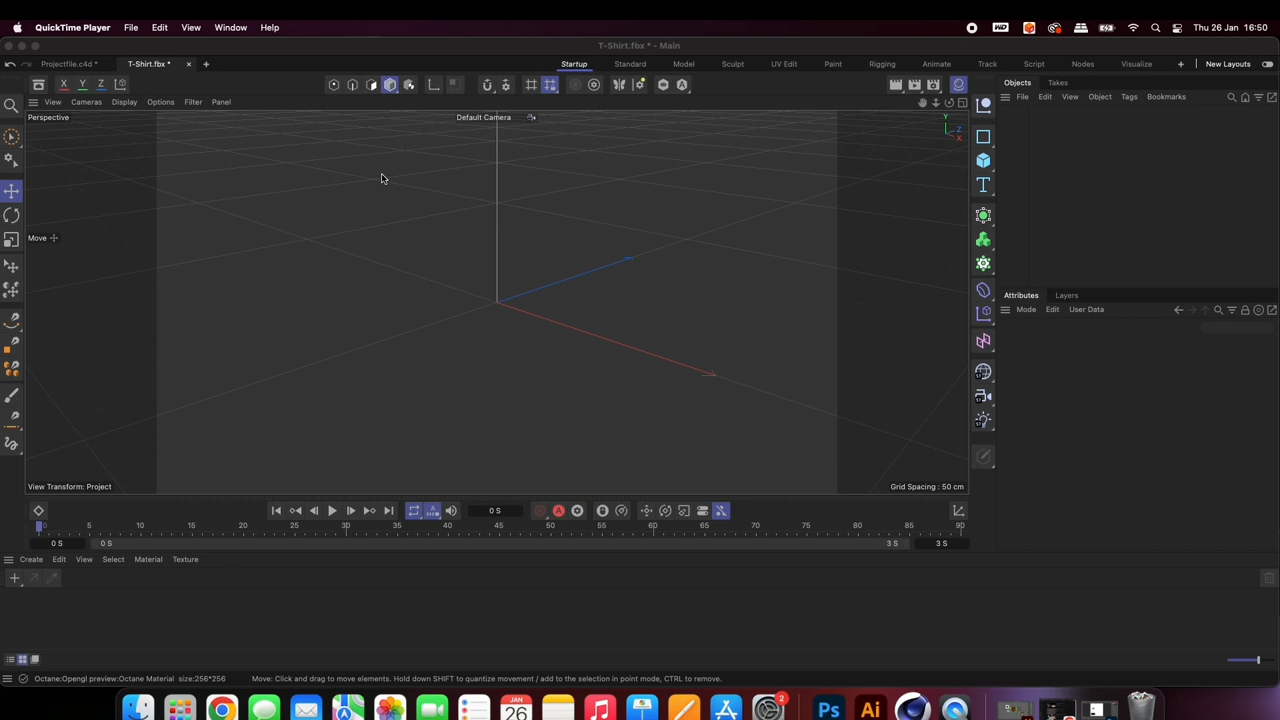 QuickTime Player File Edit View Window Help WD Thu 26 Jan 16:50
T-Shirt.fbx * - Main
Projectfile.c4d * T-Shirt.fbx * × + Startup Standard Model Sculpt UV Edit Paint Rigging Animate Track Script Nodes Visualize + New Layouts
X Y Z
Objects Takes
View Cameras Display Options Filter Panel
File Edit View Object Tags Bookmarks
Perspective Default Camera
Y
Z
X
Move
Attributes Layers
Mode Edit User Data
View Transform: Project Grid Spacing : 50 cm
0 S
0 5 10 15 20 25 30 35 40 45 50 55 60 65 70 75 80 85 90
0 S 0 S 3 S 3 S
Create Edit View Select Material Texture
Octane:Opengl preview:Octane Material size:256*256 Move: Click and drag to move elements. Hold down SHIFT to quantize movement / add to the selection in point mode, CTRL to remove.
JAN
26
2
Ps
Ai